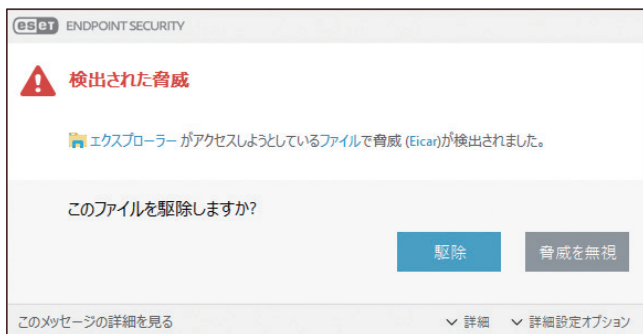 eset ENDPOINT SECURITY
検出された脅威
エクスプローラー がアクセスしようとしているファイルで脅威 (Eicar)が検出されました。
このファイルを駆除しますか?
駆除 脅威を無視
このメッセージの詳細を見る 詳細 詳細設定オプション